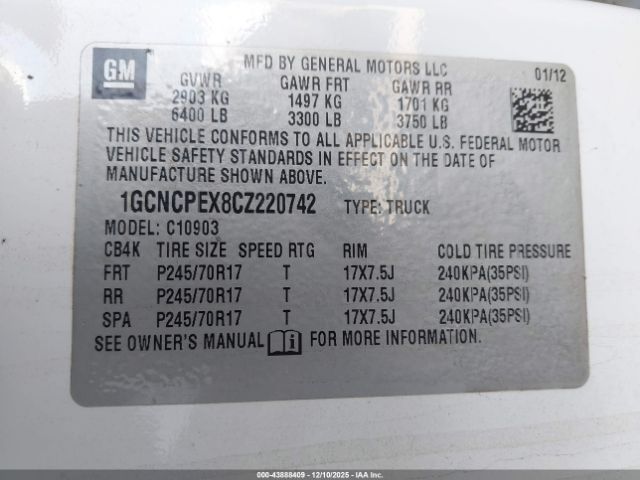 GM
MFD BY GENERAL MOTORS LLC
01/12
GVWR GAWR FRT GAWR RR
2903 KG 1497 KG 1701 KG
6400 LB 3300 LB 3750 LB
THIS VEHICLE CONFORMS TO ALL APPLICABLE U.S. FEDERAL MOTOR
VEHICLE SAFETY STANDARDS IN EFFECT ON THE DATE OF
MANUFACTURE SHOWN ABOVE.
1GCNCPEX8CZ220742 TYPE: TRUCK
MODEL: C10903
CB4K TIRE SIZE SPEED RTG RIM COLD TIRE PRESSURE
FRT P245/70R17 T 17X7.5J 240KPA(35PSI)
RR P245/70R17 T 17X7.5J 240KPA(35PSI)
SPA P245/70R17 T 17X7.5J 240KPA(35PSI)
SEE OWNER'S MANUAL FOR MORE INFORMATION.
000-43888409 - 12/10/2025 - COPART